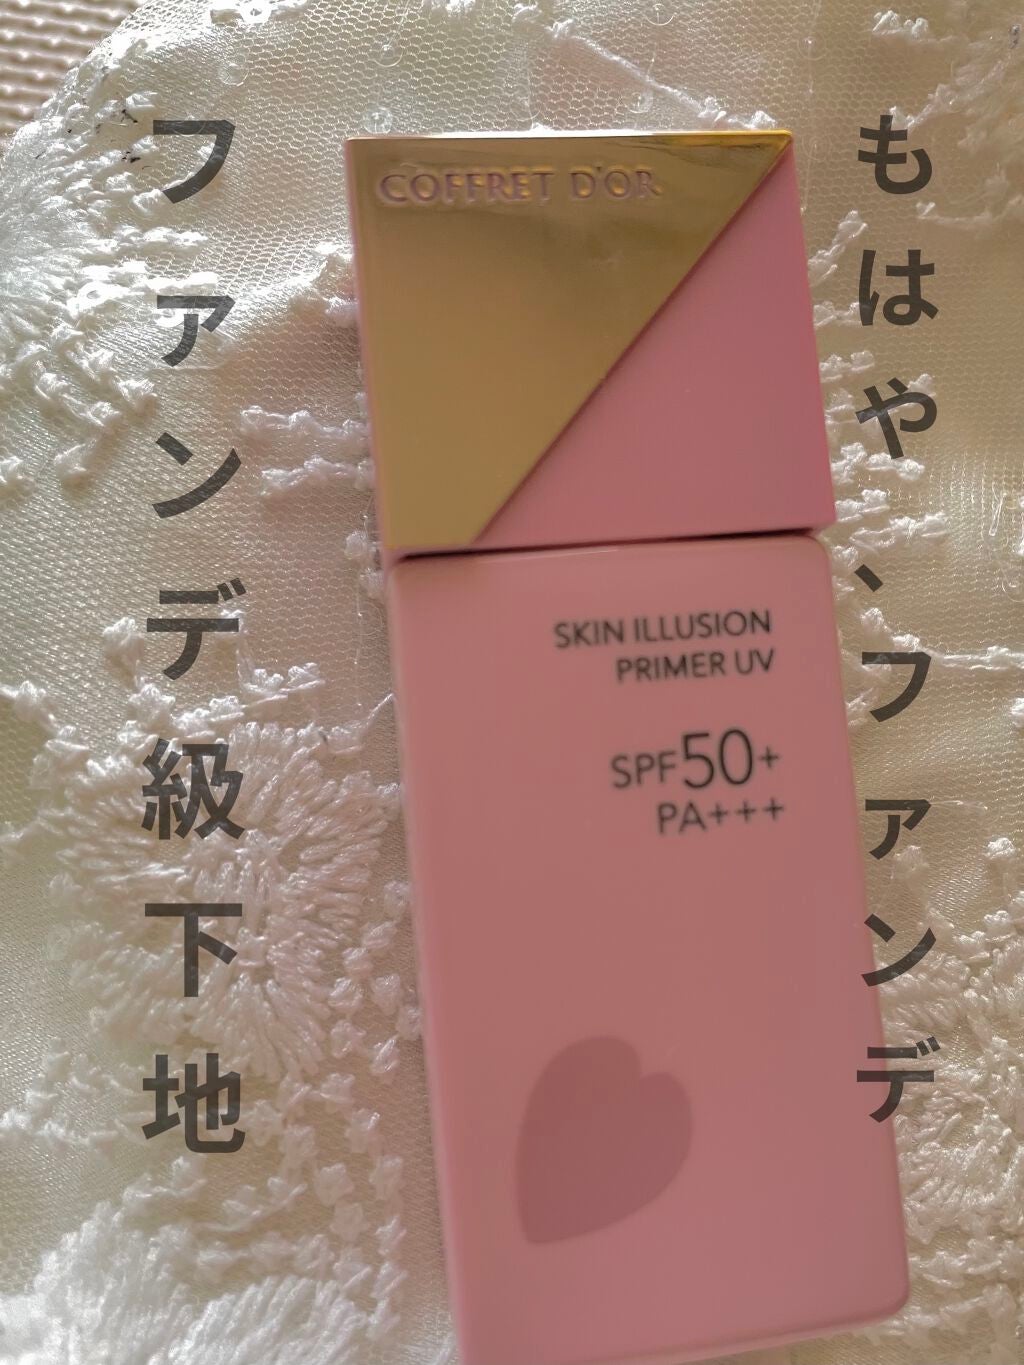 もはや、ファンデ
ファンデ級下地
COFFRET D'OR
SKIN ILLUSION
PRIMER UV
SPF50+
PA+++